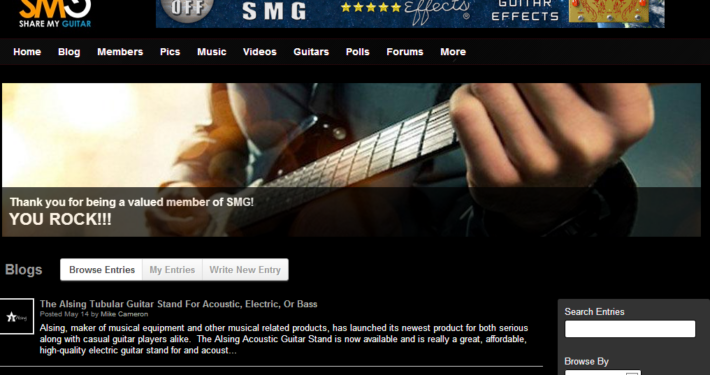 SMG
SHARE MY GUITAR
OFF
SMG
Effects
GUITAR
EFFECTS
Home Blog Members Pics Music Videos Guitars Polls Forums More
Thank you for being a valued member of SMG!
YOU ROCK!!!
Blogs Browse Entries My Entries Write New Entry
The Alsing Tubular Guitar Stand For Acoustic, Electric, Or Bass
Posted May 14 by Mike Cameron
Alsing, maker of musical equipment and other musical related products, has launched its newest product for both serious
along with casual guitar players alike. The Alsing Acoustic Guitar Stand is now available and is really a great, affordable,
high-quality electric guitar stand for and acoust...
Search Entries
Browse By